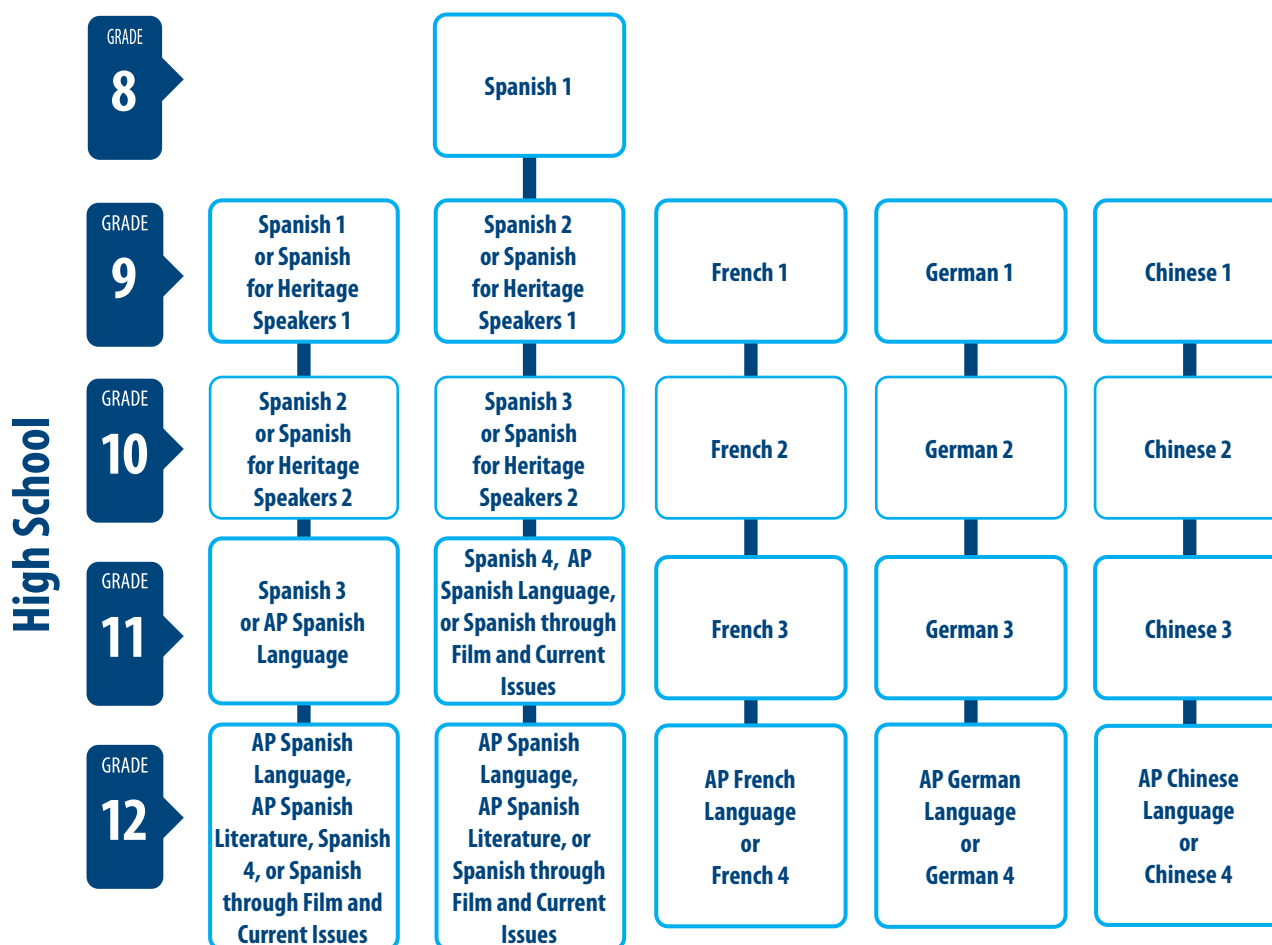 High School
GRADE
8
Spanish 1
GRADE
9
Spanish 1
or Spanish
for Heritage
Speakers 1
Spanish 2
or Spanish
for Heritage
Speakers 1
French 1
German 1
Chinese 1
GRADE
10
Spanish 2
or Spanish
for Heritage
Speakers 2
Spanish 3
or Spanish
for Heritage
Speakers 2
French 2
German 2
Chinese 2
GRADE
11
Spanish 3
or AP Spanish
Language
Spanish 4, AP
Spanish Language,
or Spanish through
Film and Current
Issues
French 3
German 3
Chinese 3
GRADE
12
AP Spanish
Language,
AP Spanish
Literature, Spanish
4, or Spanish
through Film and
Current Issues
AP Spanish
Language,
AP Spanish
Literature, or
Spanish through
Film and Current
Issues
AP French
Language
or
French 4
AP German
Language
or
German 4
AP Chinese
Language
or
Chinese 4